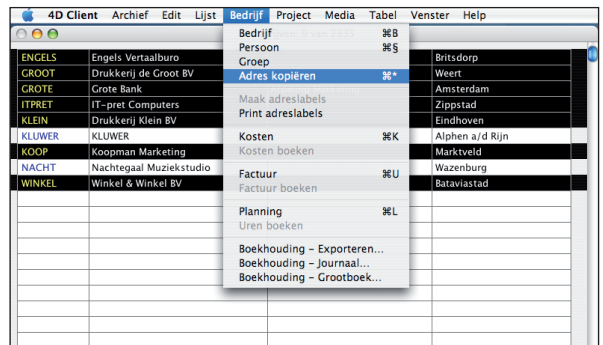 4D Client Archief Edit Lijst Bedrijf Project Media Tabel Venster Help
Bedrijf ⌘B
Persoon ⌘§
Groep
Adres kopiëren ⌘*
Maak adreslabels
Print adreslabels
Kosten ⌘K
Kosten boeken
Factuur ⌘U
Factuur boeken
Planning ⌘L
Uren boeken
Boekhouding – Exporteren...
Boekhouding – Journaal...
Boekhouding – Grootboek...
ENGELS Engels Vertaalburo Britsdorp
GROOT Drukkerij de Groot BV Weert
GROTE Grote Bank Amsterdam
ITPRET IT-pret Computers Zippstad
KLEIN Drukkerij Klein BV Eindhoven
KLUWER KLUWER Alphen a/d Rijn
KOOP Koopman Marketing Marktveld
NACHT Nachtegaal Muziekstudio Wazenburg
WINKEL Winkel & Winkel BV Bataviastad